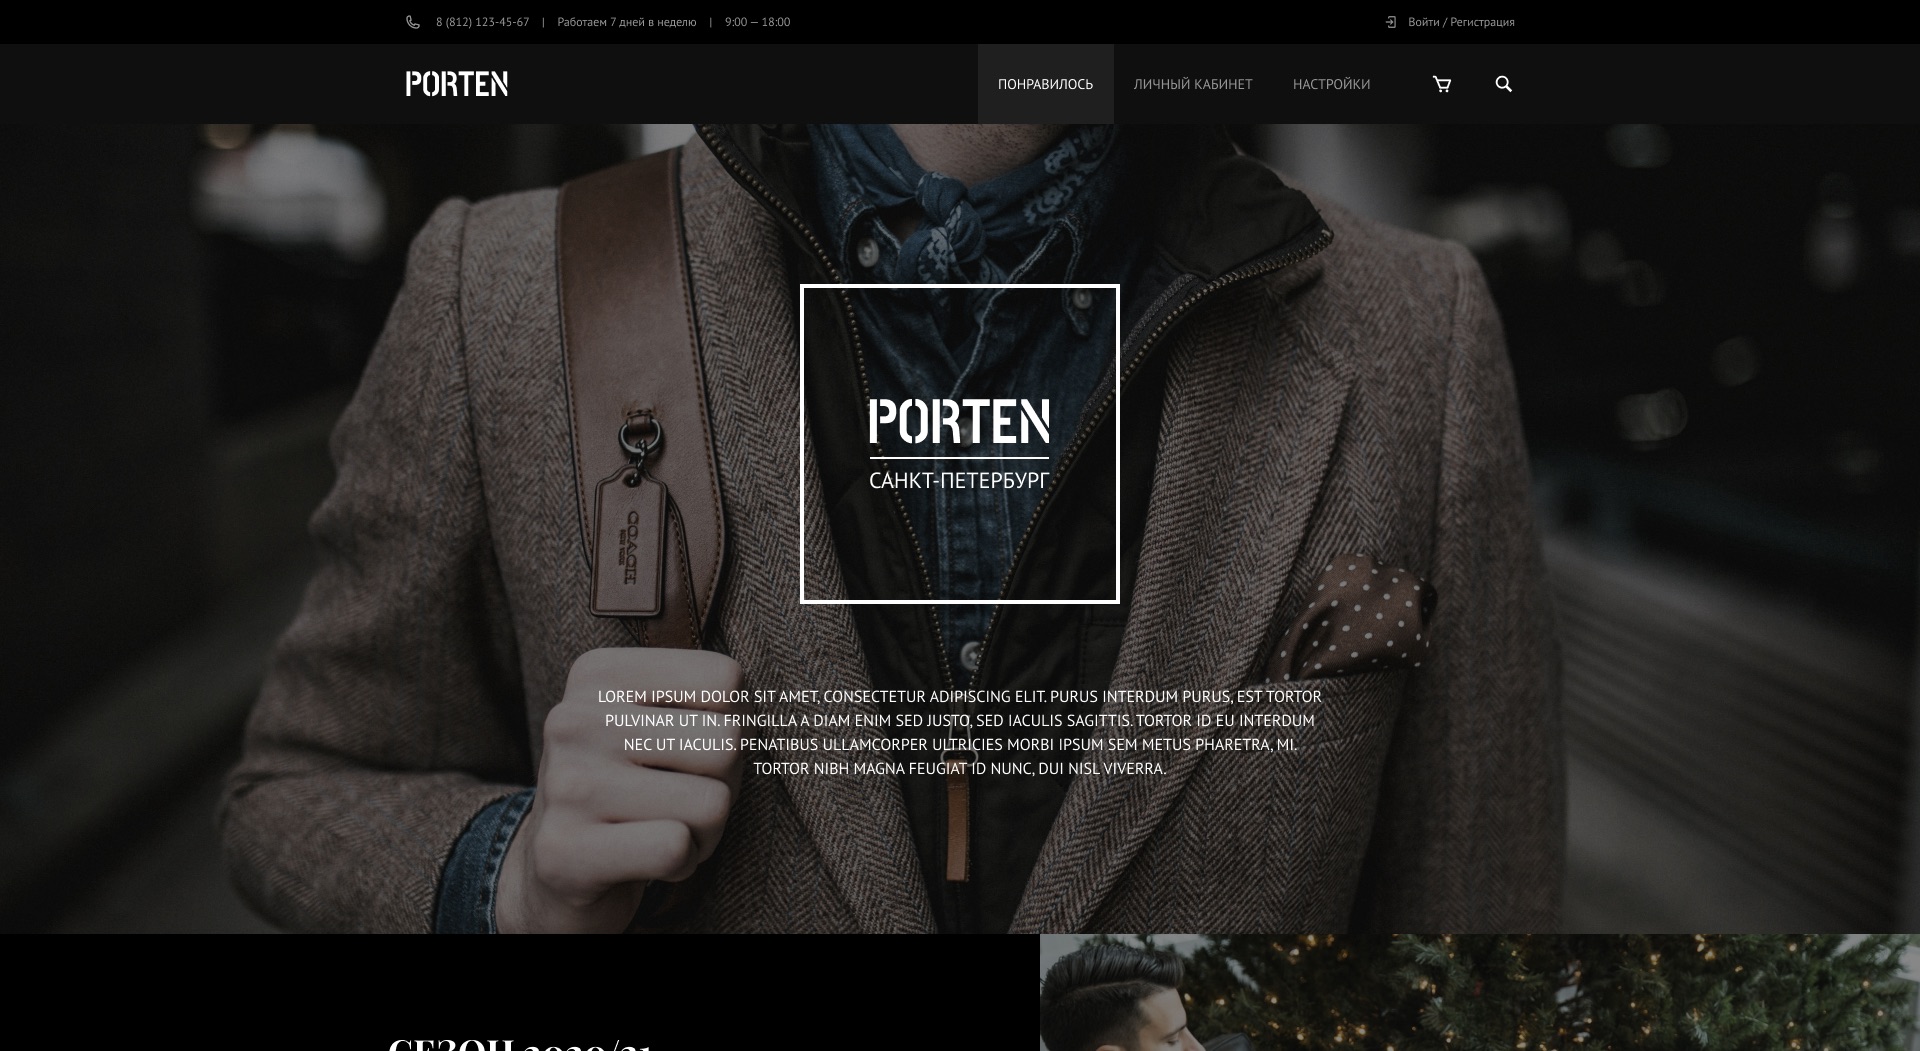 8 (812) 123-45-67 | Работаем 7 дней в неделю | 9:00 — 18:00
Войти / Регистрация
PORTEN
ПОНРАВИЛОСЬ
ЛИЧНЫЙ КАБИНЕТ
НАСТРОЙКИ
PORTEN
САНКТ-ПЕТЕРБУРГ
COACH
LOREM IPSUM DOLOR SIT AMET, CONSECTETUR ADIPISCING ELIT. PURUS INTERDUM PURUS, EST TORTOR
PULVINAR UT IN. FRINGILLA A DIAM ENIM SED JUSTO, SED IACULIS SAGITTIS. TORTOR ID EU INTERDUM
NEC UT IACULIS. PENATIBUS ULLAMCORPER ULTRICIES MORBI IPSUM SEM METUS PHARETRA, MI.
TORTOR NIBH MAGNA FEUGIAT ID NUNC, DUI NISL VIVERRA.
СЕЗОН 2020/21